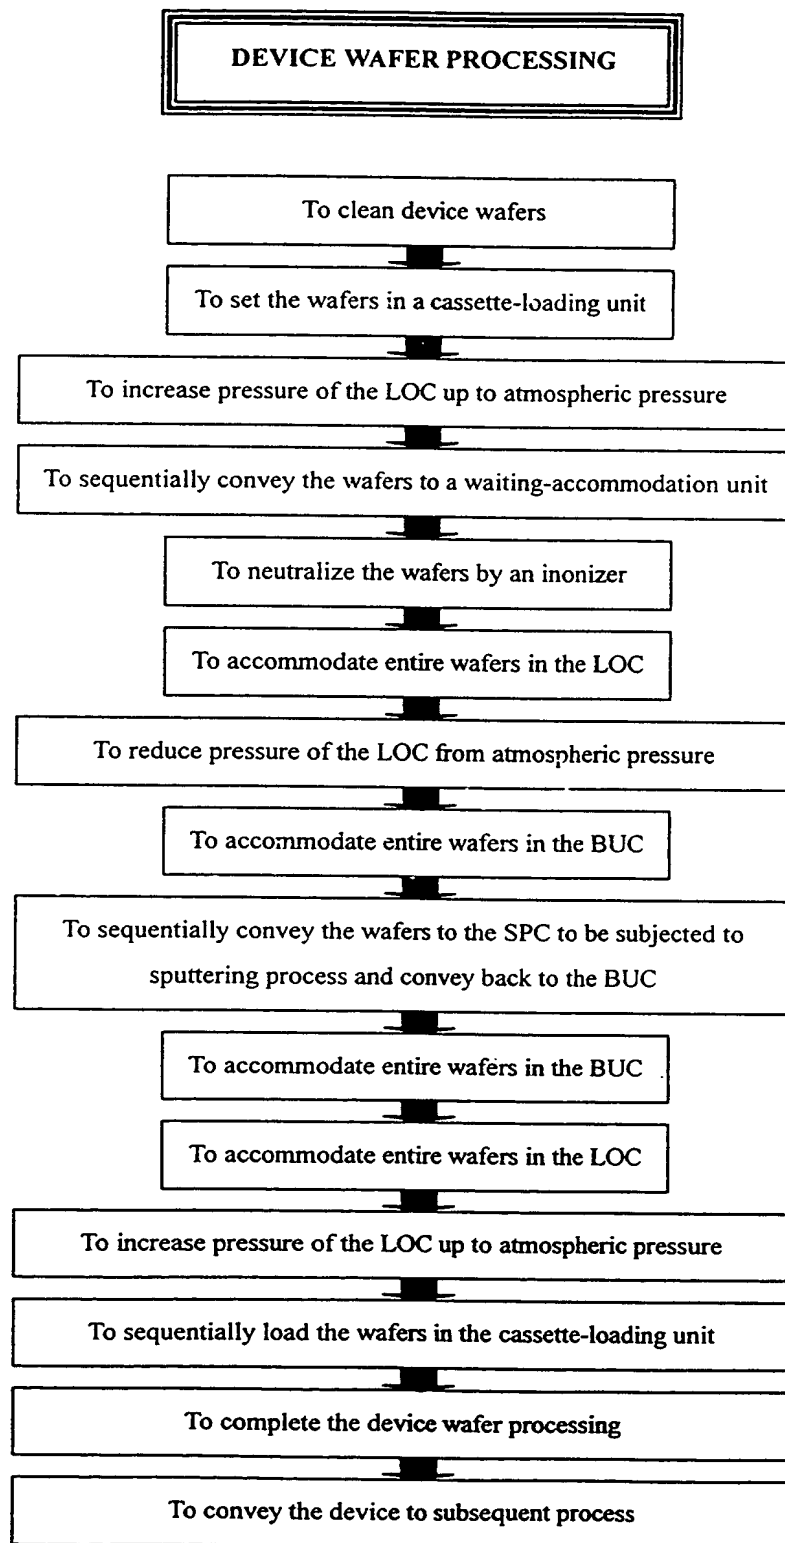 DEVICE WAFER PROCESSING
To clean device wafers
To set the wafers in a cassette-loading unit
To increase pressure of the LOC up to atmospheric pressure
To sequentially convey the wafers to a waiting-accommodation unit
To neutralize the wafers by an inonizer
To accommodate entire wafers in the LOC
To reduce pressure of the LOC from atmospheric pressure
To accommodate entire wafers in the BUC
To sequentially convey the wafers to the SPC to be subjected to
sputtering process and convey back to the BUC
To accommodate entire wafers in the BUC
To accommodate entire wafers in the LOC
To increase pressure of the LOC up to atmospheric pressure
To sequentially load the wafers in the cassette-loading unit
To complete the device wafer processing
To convey the device to subsequent process